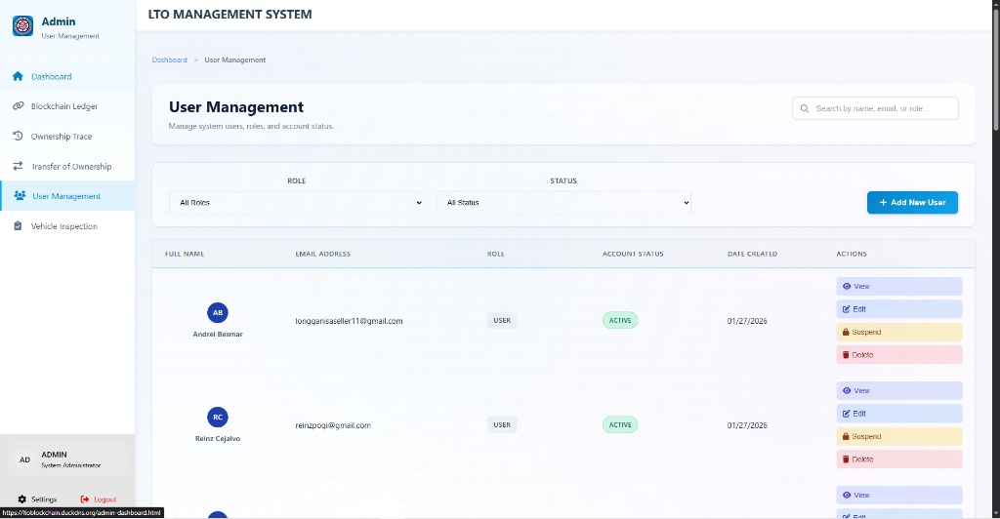 Admin
User Management
Dashboard
Blockchain Ledger
Ownership Trace
Transfer of Ownership
User Management
Vehicle Inspection
AD
ADMIN
System Administrator
Settings
Logout
https://ltoblockchain.duckdns.org/admin-dashboard.html
LTO MANAGEMENT SYSTEM
Dashboard > User Management
User Management
Manage system users, roles, and account status.
Search by name, email, or role...
ROLE
STATUS
All Roles
All Status
+ Add New User
FULL NAME EMAIL ADDRESS ROLE ACCOUNT STATUS DATE CREATED ACTIONS
AB
Andrei Besmar
longganisaseller11@gmail.com
USER
ACTIVE
01/27/2026
View
Edit
Suspend
Delete
RC
Reinz Cejalvo
reinzpogi@gmail.com
USER
ACTIVE
01/27/2026
View
Edit
Suspend
Delete
View
Edit